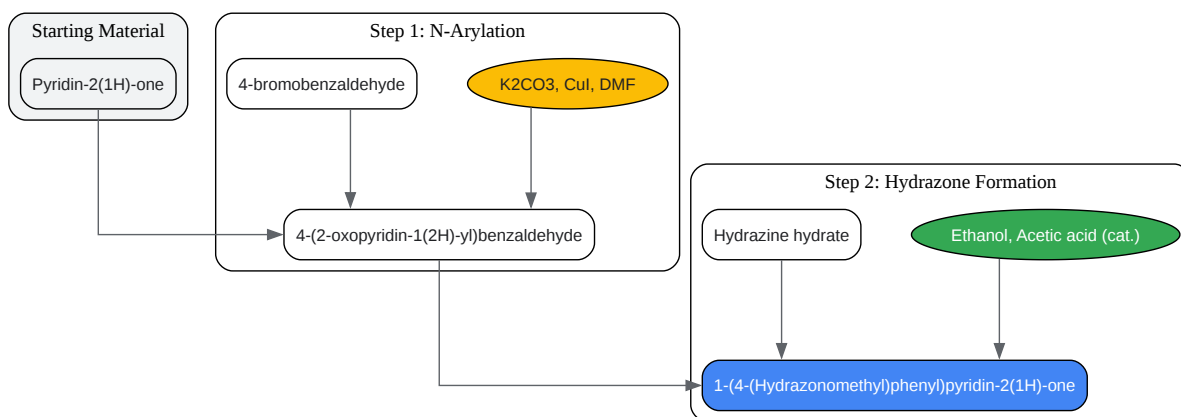 Starting Material
Pyridin-2(1H)-one
Step 1: N-Arylation
4-bromobenzaldehyde
K2CO3, CuI, DMF
4-(2-oxopyridin-1(2H)-yl)benzaldehyde
Step 2: Hydrazone Formation
Hydrazine hydrate
Ethanol, Acetic acid (cat.)
1-(4-(Hydrazonomethyl)phenyl)pyridin-2(1H)-one